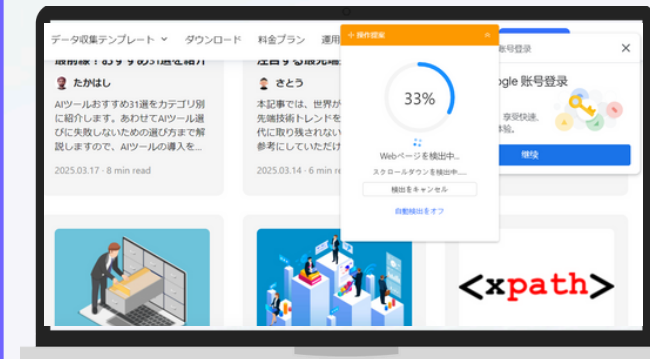 データ収集テンプレート
ダウンロード
料金プラン
運用
たかはし
AIツールおすすめ31選をカテゴリ別
に紹介します。あわせてAIツール選
びに失敗しないための選び方まで解
説しますので、AIツールの導入を...
2025.03.17 · 8 min read
さとう
本記事では、世界が
先端技術トレンドを
代に取り残されない
参考にしていただけ
2025.03.14 · 6 min re
操作提案
33%
Webページを検出中...
スクロールダウンを検出中.....
検出をキャンセル
自動検出をオフ
账号登录
ogle 账号登录
享受快速、
体验。
继续
<xpath>